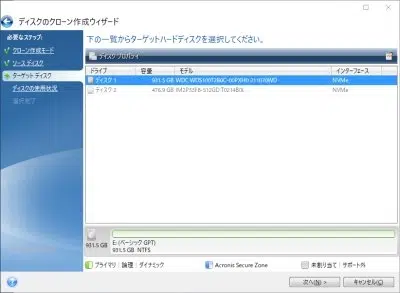 ディスクのクローン作成ウィザード
必要なステップ:
クローン作成モード
ソース ディスク
ターゲット ディスク
ディスクの使用状況
選択完了
下の一覧からターゲットハードディスクを選択してください。
ディスク プロパティ
ドライブ 容量 モデル インターフェース
ディスク 1 931.5 GB NVMe
ディスク 2 476.9 GB NVMe
931.5 GB
E: (ベーシック GPT)
931.5 GB NTFS
プライマリ | 論理 | ダイナミック Acronis Secure Zone 未割り当て | サポート外
次へ(N) > キャンセル(C)